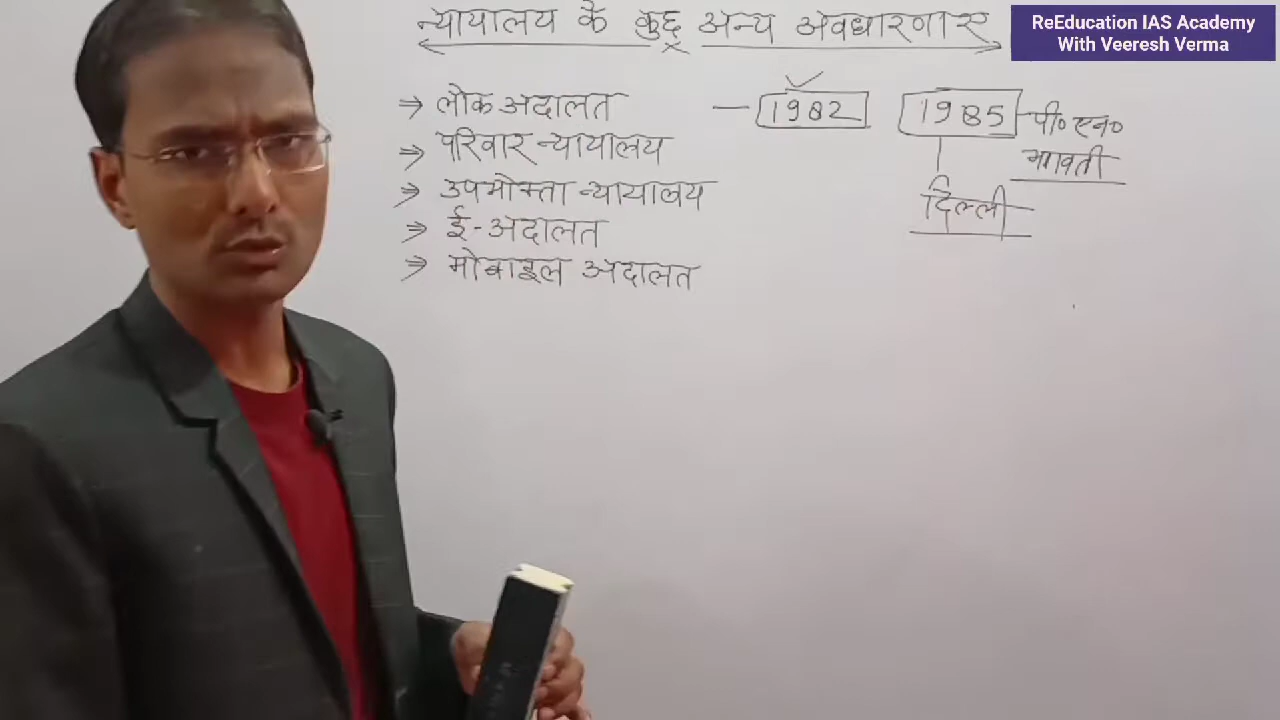 न्यायालय के कुछ अन्य अवधारणाए
ReEducation IAS Academy
With Veeresh Verma
⇒ लोक अदालत — 1982 1985 — पी० एन० भगवती
दिल्ली
⇒ परिवार न्यायालय
⇒ उपभोक्ता न्यायालय
⇒ ई-अदालत
⇒ मोबाइल अदालत